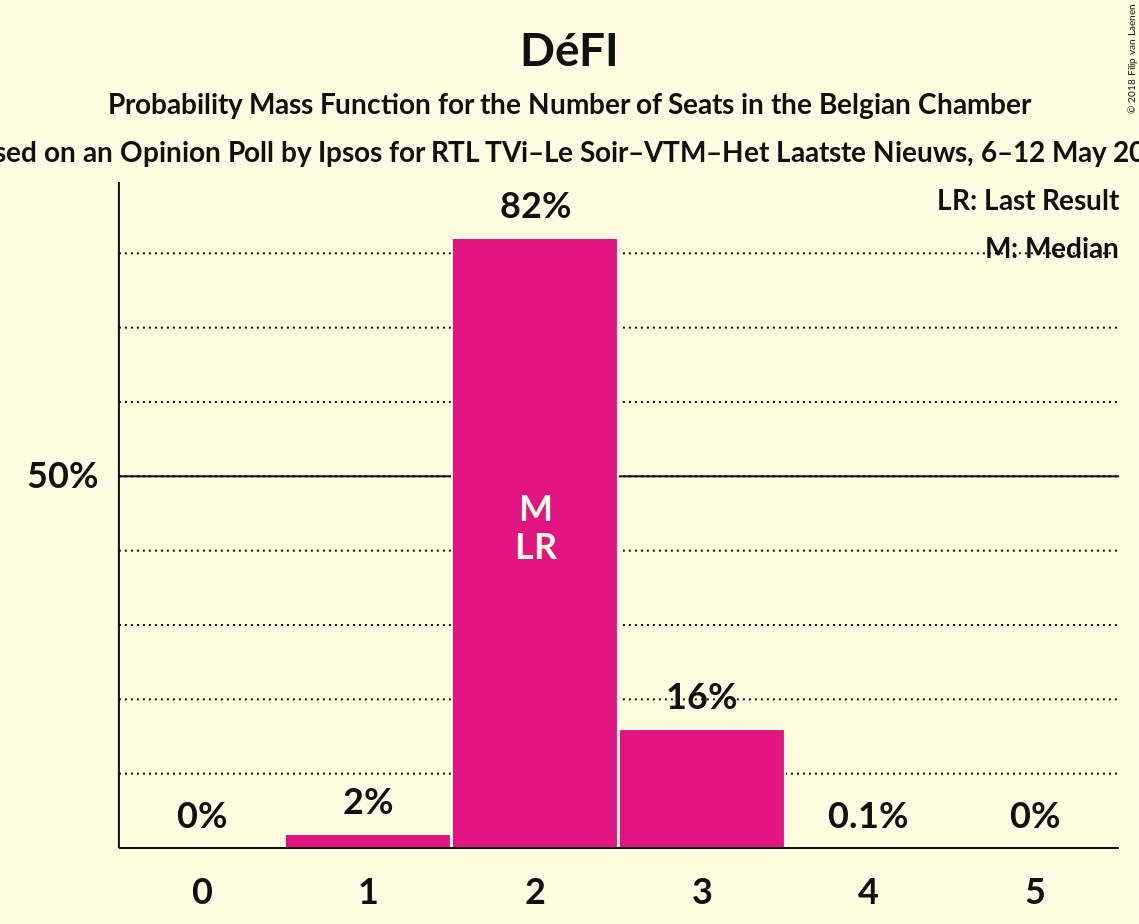 DéFI
Probability Mass Function for the Number of Seats in the Belgian Chamber
on an Opinion Poll by Ipsos for RTL TVi–Le Soir–VTM–Het Laatste Nieuws, 6–12 May
© 2018 Filip van Laenen
LR: Last Result
M: Median
82%
50%
M
LR
16%
2%
0%
0.1%
0%
0 1 2 3 4 5